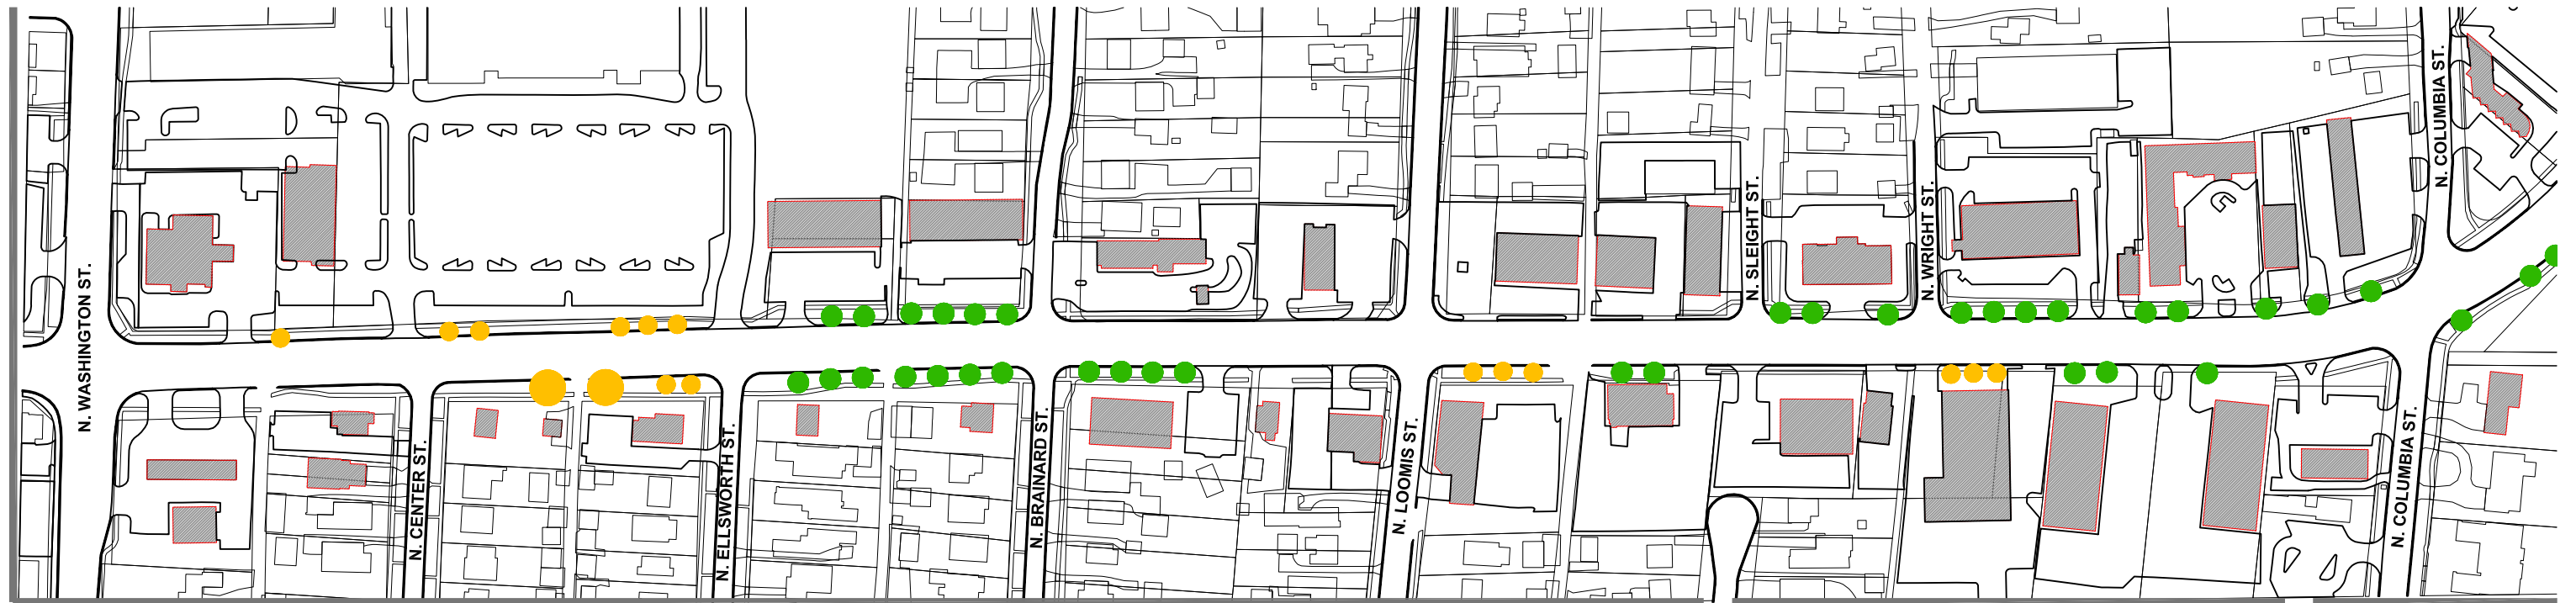 N. WASHINGTON ST.
N. CENTER ST.
N. ELLSWORTH ST.
N. BRAINARD ST.
N. LOOMIS ST.
N. SLEIGHT ST.
N. WRIGHT ST.
N. COLUMBIA ST.
N. COLUMBIA ST.